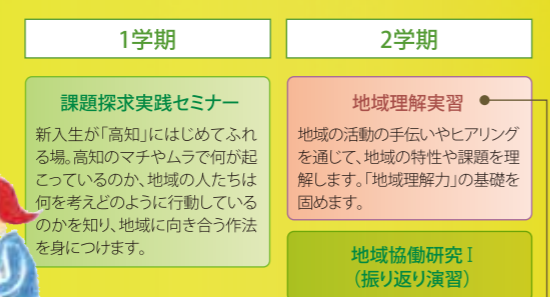 1学期
課題探求実践セミナー
新入生が「高知」にはじめてふれ
る場。高知のマチやムラで何が起
こっているのか、地域の人たちは
何を考えどのように行動している
のかを知り、地域に向き合う作法
を身につけます。
2学期
地域理解実習
地域の活動の手伝いやヒアリング
を通じて、地域の特性や課題を理
解します。「地域理解力」の基礎を
固めます。
地域協働研究Ⅰ
（振り返り演習）